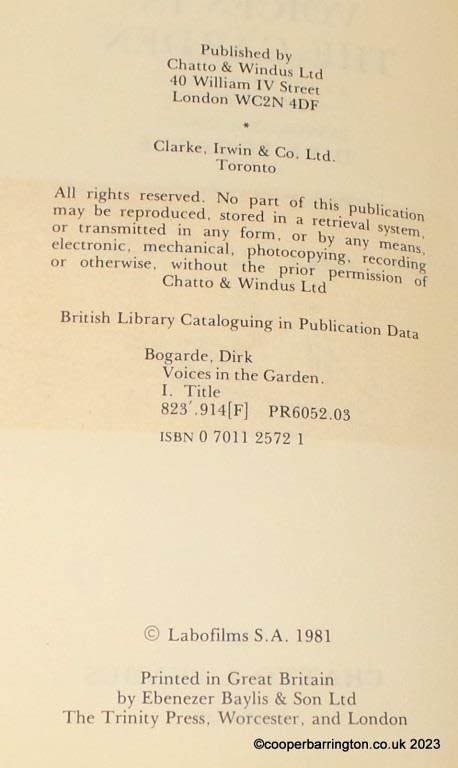 Published by
Chatto & Windus Ltd
40 William IV Street
London WC2N 4DF
*
Clarke, Irwin & Co. Ltd.
Toronto
All rights reserved. No part of this publication
may be reproduced, stored in a retrieval system,
or transmitted in any form, or by any means,
electronic, mechanical, photocopying, recording
or otherwise, without the prior permission of
Chatto & Windus Ltd
British Library Cataloguing in Publication Data
Bogarde, Dirk
Voices in the Garden.
I. Title
823′.914[F] PR6052.03
ISBN 0 7011 2572 1
© Labofilms S.A. 1981
Printed in Great Britain
by Ebenezer Baylis & Son Ltd
The Trinity Press, Worcester, and London
©cooperbarrington.co.uk 2023